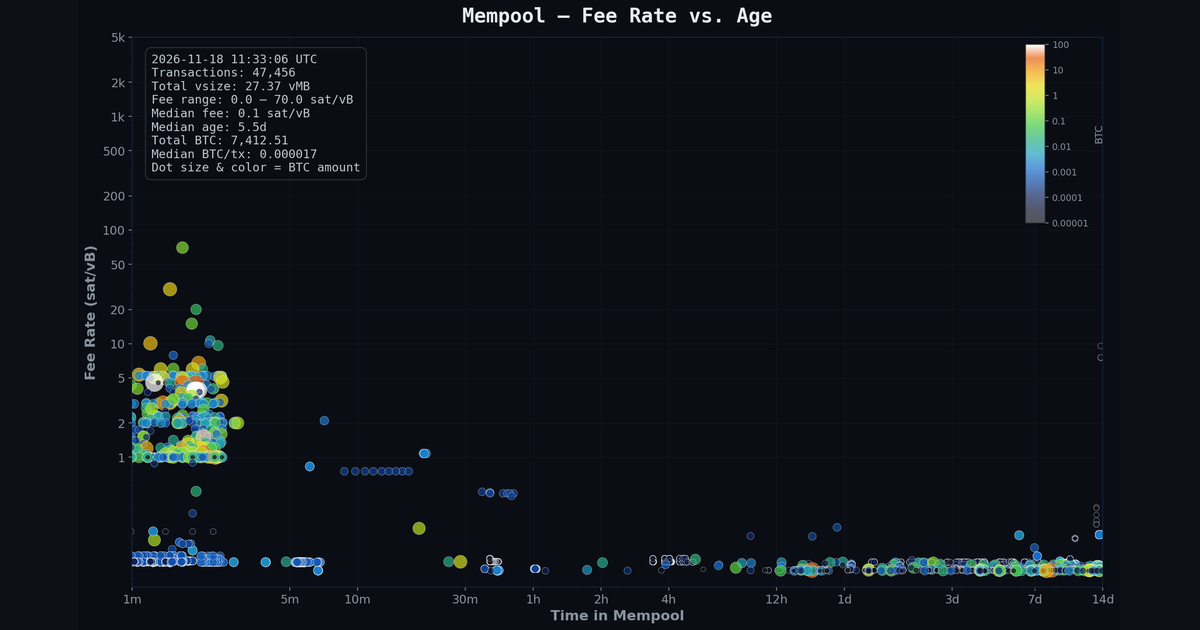 Mempool — Fee Rate vs. Age
5k
2k
1k
500
200
100
50
20
10
5
2
1
Fee Rate (sat/vB)
2026-11-18 11:33:06 UTC
Transactions: 47,456
Total vsize: 27.37 vMB
Fee range: 0.0 — 70.0 sat/vB
Median fee: 0.1 sat/vB
Median age: 5.5d
Total BTC: 7,412.51
Median BTC/tx: 0.000017
Dot size & color = BTC amount
100
10
1
0.1
0.01
0.001
0.0001
0.00001
BTC
1m
5m
10m
30m
1h
2h
4h
12h
1d
3d
7d
14d
Time in Mempool